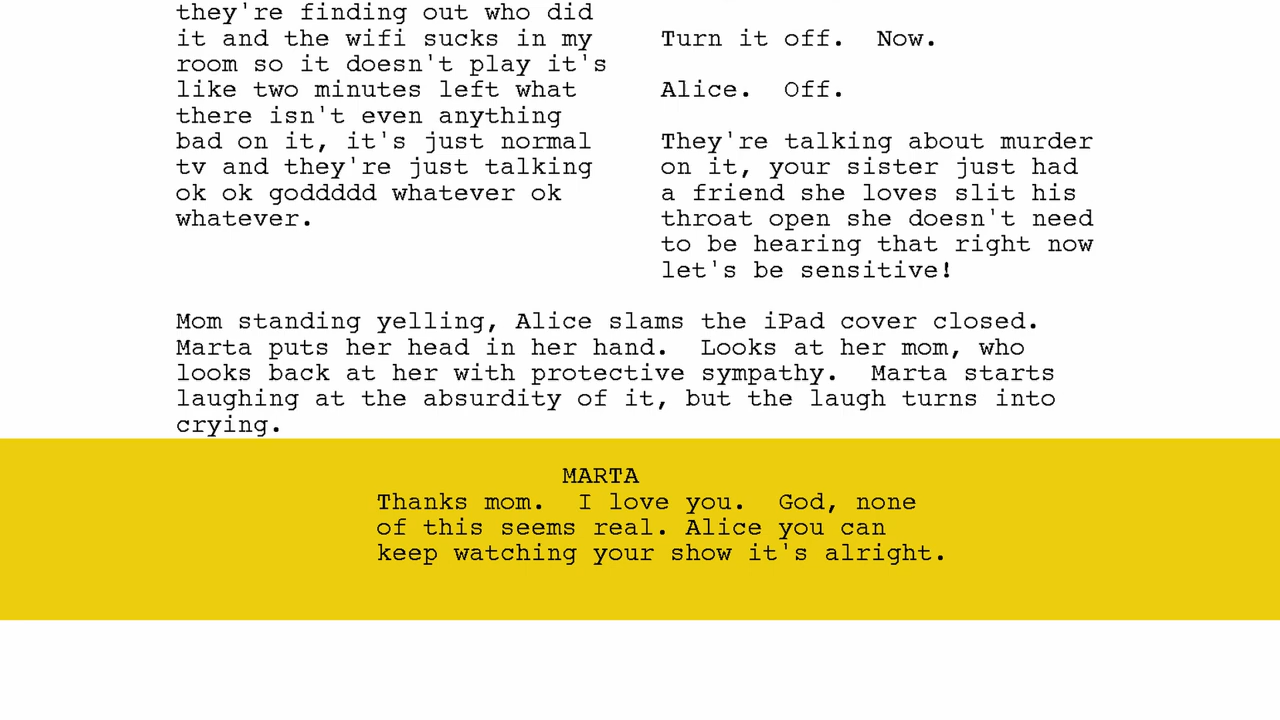 they're finding out who did
it and the wifi sucks in my
room so it doesn't play it's
like two minutes left what
there isn't even anything
bad on it, it's just normal
tv and they're just talking
ok ok goddddd whatever ok
whatever.
Turn it off.  Now.
Alice.  Off.
They're talking about murder
on it, your sister just had
a friend she loves slit his
throat open she doesn't need
to be hearing that right now
let's be sensitive!
Mom standing yelling, Alice slams the iPad cover closed.
Marta puts her head in her hand.  Looks at her mom, who
looks back at her with protective sympathy.  Marta starts
laughing at the absurdity of it, but the laugh turns into
crying.
MARTA
Thanks mom.  I love you.  God, none
of this seems real. Alice you can
keep watching your show it's alright.